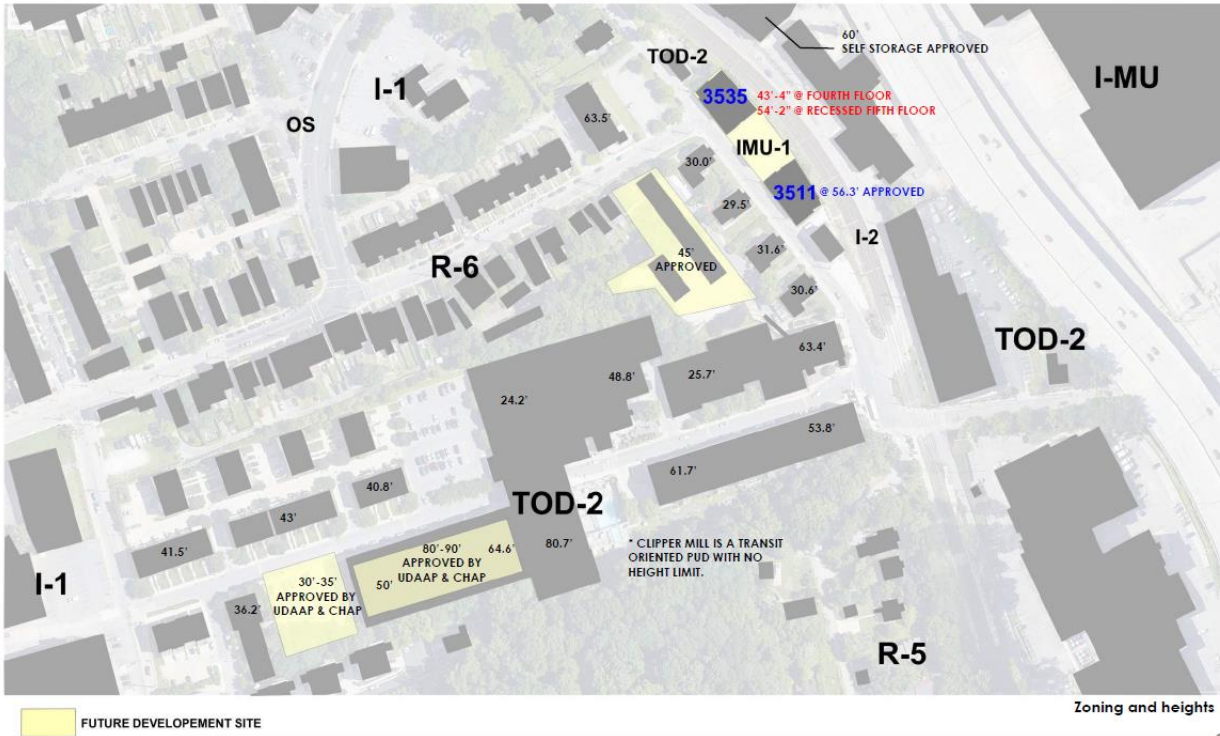 60'
SELF STORAGE APPROVED
TOD-2
I-MU
I-1
3535
43'-4" @ FOURTH FLOOR
54'-2" @ RECESSED FIFTH FLOOR
OS
63.5'
IMU-1
30.0'
3511 @ 56.3' APPROVED
29.5'
I-2
31.6'
45'
APPROVED
R-6
30.6'
TOD-2
63.4'
48.8'
25.7'
24.2'
53.8'
61.7'
40.8'
TOD-2
43'
41.5'
80'-90'
APPROVED BY
UDAAP & CHAP
64.6'
80.7'
50'
* CLIPPER MILL IS A TRANSIT
ORIENTED PUD WITH NO
HEIGHT LIMIT.
I-1
30'-35'
APPROVED BY
UDAAP & CHAP
36.2'
R-5
Zoning and heights
FUTURE DEVELOPEMENT SITE